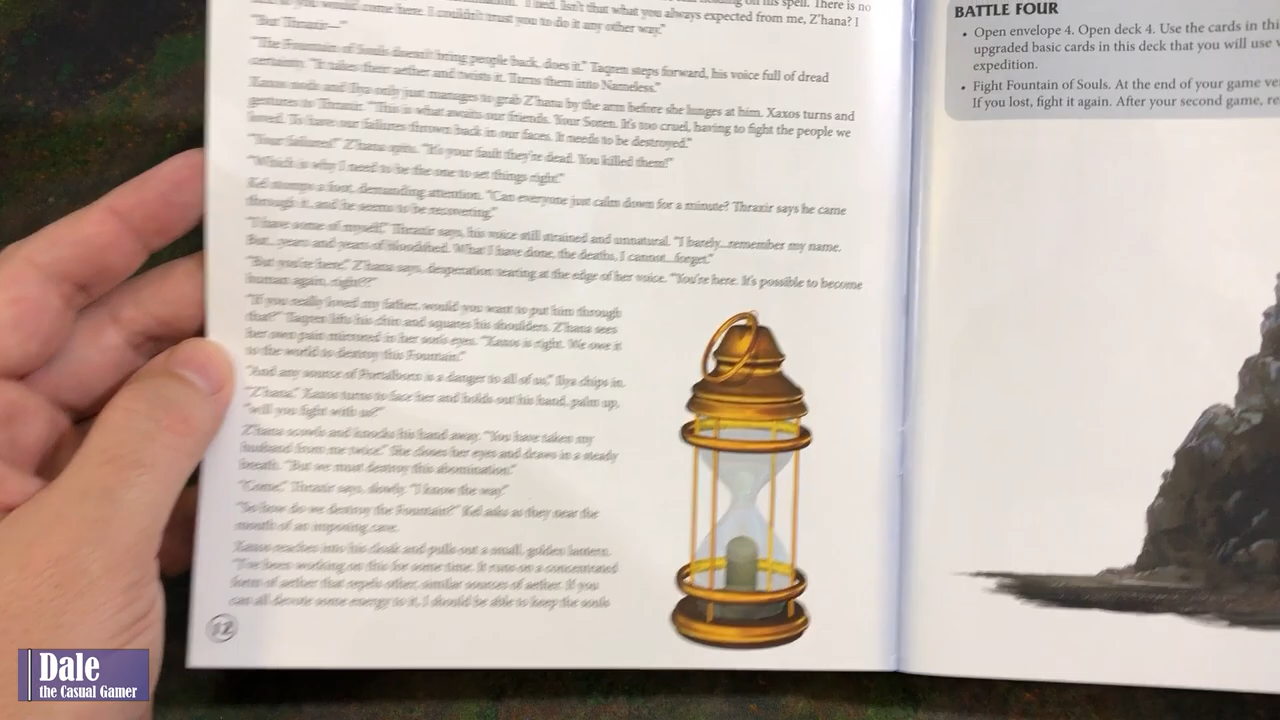 his spell. There is no
you would come here. I couldn't trust you to do it any other way."
"But Thraxir—"
"The Fountain of Souls doesn't bring people back, does it." Taqren steps forward, his voice full of dread
certainty. "It takes their aether and twists it. Turns them into Nameless."
Xaxos nods and Ilya only just manages to grab Z'hana by the arm before she lunges at him. Xaxos turns and
gestures to Thraxir. "This is what awaits our friends. Your Soren. It's too cruel, having to fight the people we
loved. To have our failures thrown back in our faces. It needs to be destroyed."
"Your failures!" Z'hana spits. "It's your fault they're dead. You killed them!"
"Which is why I need to be the one to set things right."
Kel stomps a foot, demanding attention. "Can everyone just calm down for a minute? Thraxir says he came
through it, and he seems to be recovering."
"I have some of myself," Thraxir says, his voice still strained and unnatural. "I barely...remember my name.
But...years and years of bloodshed. What I have done, the deaths, I cannot...forget."
"But you're here," Z'hana says, desperation tearing at the edge of her voice. "You're here. It's possible to become
human again, right??"
"If you really loved my father, would you want to put him through
that?" Taqren lifts his chin and squares his shoulders. Z'hana sees
her own pain mirrored in her son's eyes. "Xaxos is right. We owe it
to the world to destroy this Fountain."
"And any source of Nameless is a danger to all of us," Ilya chips in.
"Z'hana." Xaxos turns to face her and holds out his hand, palm up,
"will you fight with us?"
Z'hana scowls and knocks his hand away. "You have taken my
husband from me twice." She closes her eyes and draws in a steady
breath. "But we must destroy this abomination."
"Come," Thraxir says, slowly. "I know the way."
"So how do we destroy the Fountain?" Kel asks as they near the
mouth of an imposing cave.
Xaxos reaches into his cloak and pulls out a small, golden lantern.
"I've been working on this for some time. It runs on a concentrated
form of aether that repels other, similar sources of aether. If you
can all devote some energy to it, I should be able to keep the souls
12
BATTLE FOUR
• Open envelope 4. Open deck 4. Use the cards in thi
upgraded basic cards in this deck that you will use
expedition.
• Fight Fountain of Souls. At the end of your game ve
If you lost, fight it again. After your second game, re
Dale
the Casual Gamer